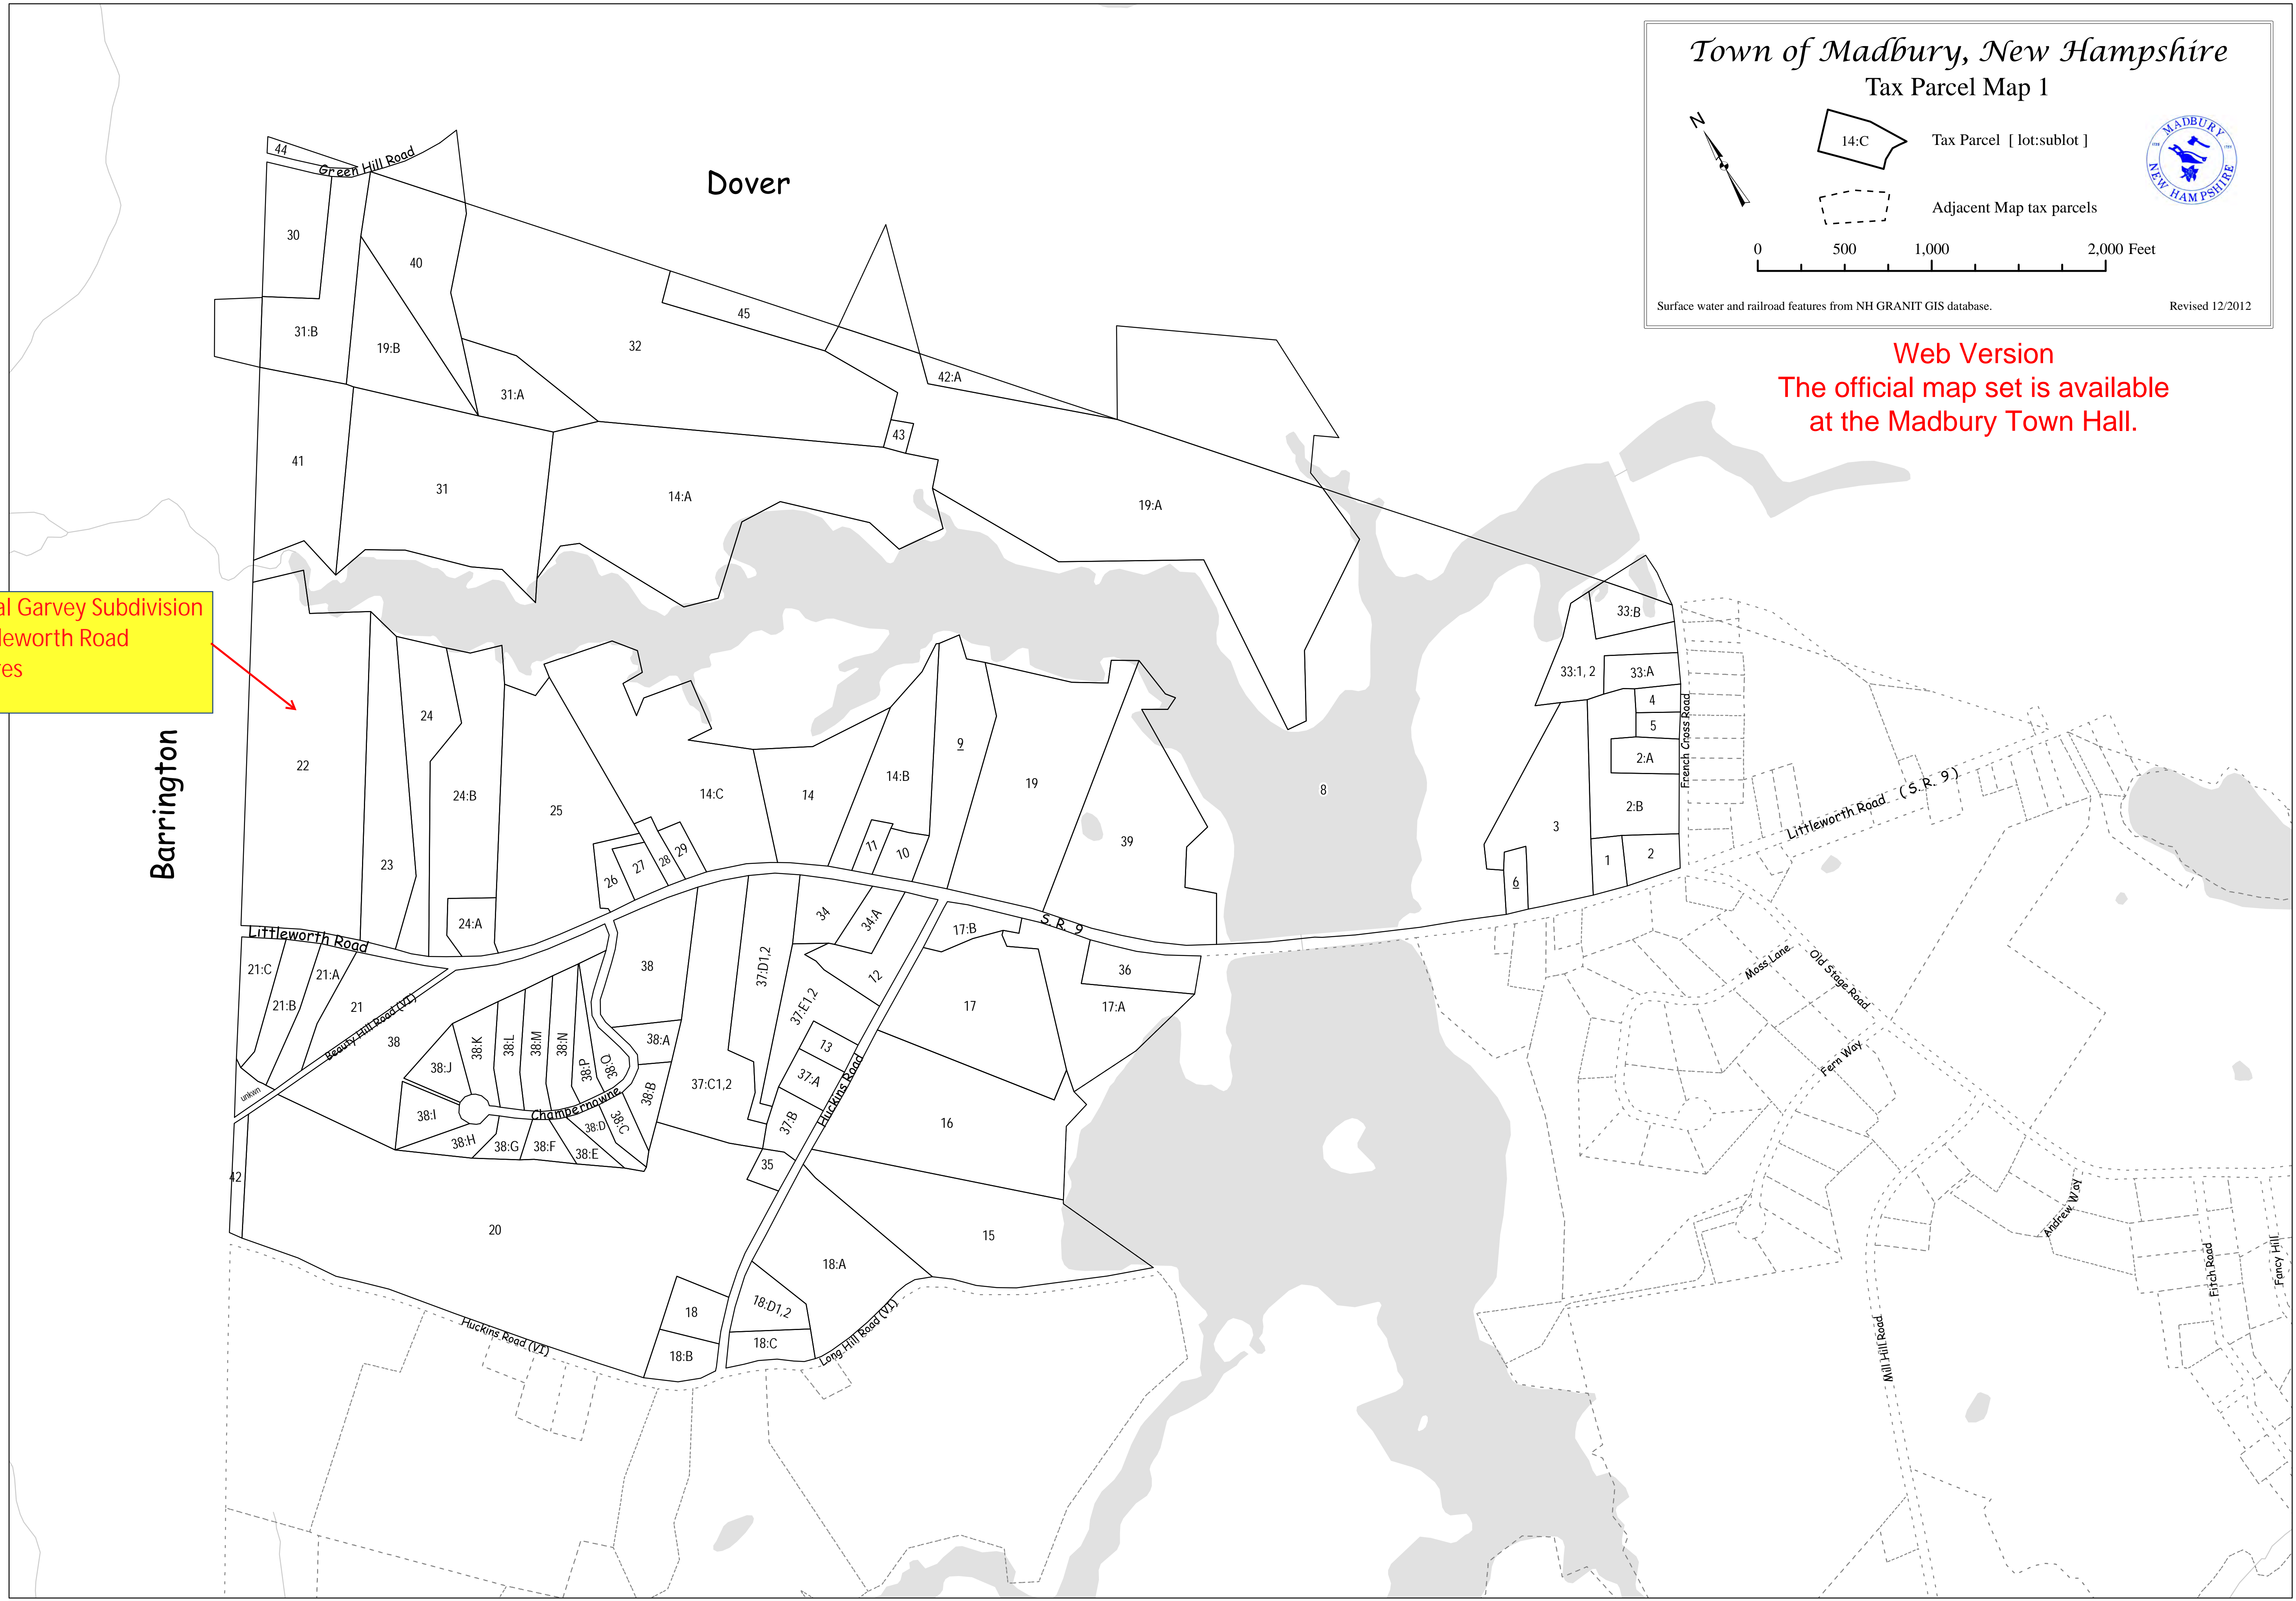 Town of Madbury, New Hampshire
Tax Parcel Map 1
N
14:C
Tax Parcel [ lot:sublot ]
Adjacent Map tax parcels
MADBURY
NEW HAMPSHIRE
0 500 1,000 2,000 Feet
Surface water and railroad features from NH GRANIT GIS database. Revised 12/2012
Web Version
The official map set is available
at the Madbury Town Hall.
Dover
Barrington
al Garvey Subdivision
leworth Road
es
44
Green Hill Road
30
40
31:B
19:B
32
45
31:A
42:A
43
41
31
14:A
19:A
33:B
33:1, 2
33:A
4
5
2:A
2:B
French Cross Road
3
1
2
6
8
22
23
24
24:B
24:A
25
26
27
28
29
14:C
14
14:B
11
10
9
19
39
Littleworth Road
S. R. 9
Littleworth Road ( S. R. 9 )
21:C
21:B
21:A
21
Beauty Hill Road (VI)
unkwn
42
38
38
38:J
38:K
38:L
38:M
38:N
38:P
38:Q
38:A
38:B
38:I
38:H
38:G
38:F
38:E
38:D
38:C
Champernowne
37:C1,2
37:D1,2
37:E1,2
34
34:A
12
13
37:A
37:B
35
Huckins Road
17:B
17
36
17:A
16
15
20
18:A
18
18:B
18:D1,2
18:C
Huckins Road (VI)
Long Hill Road (VI)
Moss Lane
Old Stage Road
Fern Way
Andrew Way
Mill Hill Road
Fitch Road
Fancy Hill